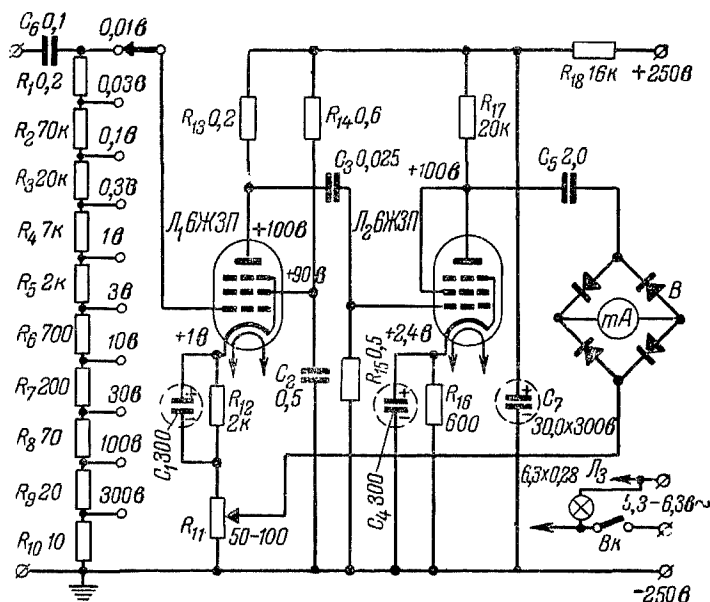 C₆ 0,1
0,01в
R₁ 0,2
0,03в
R₂ 70к
0,1в
R₃ 20к
0,3в
R₄ 7к
1в
R₅ 2к
3в
R₆ 700
10в
R₇ 200
30в
R₈ 70
100в
R₉ 20
300в
R₁₀ 10
R₁₃ 0,2
R₁₄ 0,6
C₃ 0,025
Л₁ 6Ж3П
+100в
+90в
+1в
C₁ 300
R₁₂
2к
R₁₁
50-100
C₂
0,5
R₁₇
20к
R₁₈ 16к
+250в
+100в
C₅ 2,0
Л₂ 6Ж3П
+2,4в
R₁₅ 0,5
C₄ 300
R₁₆
600
C₇
30,0×300в
B
mA
6,3×0,28
Л₃
5,3-6,3в~
Вк
-250в